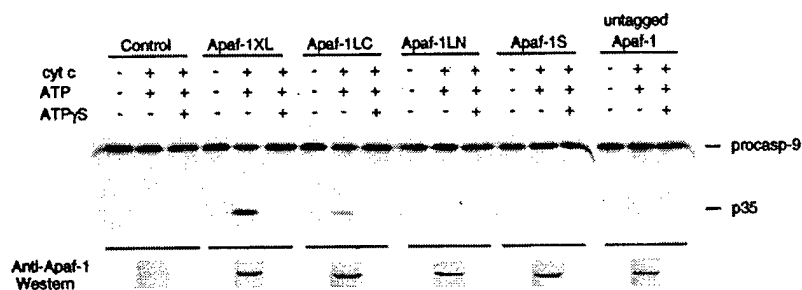 Control Apaf-1XL Apaf-1LC Apaf-1LN Apaf-1S untagged Apaf-1
cyt c - + + - + + - + + - + + - + + - + +
ATP - + + - + + - + + - + + - + + - + +
ATPγS + + + + + +
procasp-9
p35
Anti-Apaf-1
Western